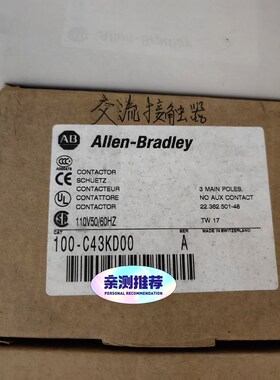 交流接触器
AB Allen-Bradley
CONTACTOR
SCHUETZ
CONTACTEUR
CONTATTORE
CONTACTOR
3 MAIN POLES.
NO AUX CONTACT
22.362.501-48
110V50/60HZ
TW 17
CAT
100-C43KD00
SER
A
MADE IN SWITZERLAND
亲测推荐
PERSONAL RECOMMENDATION